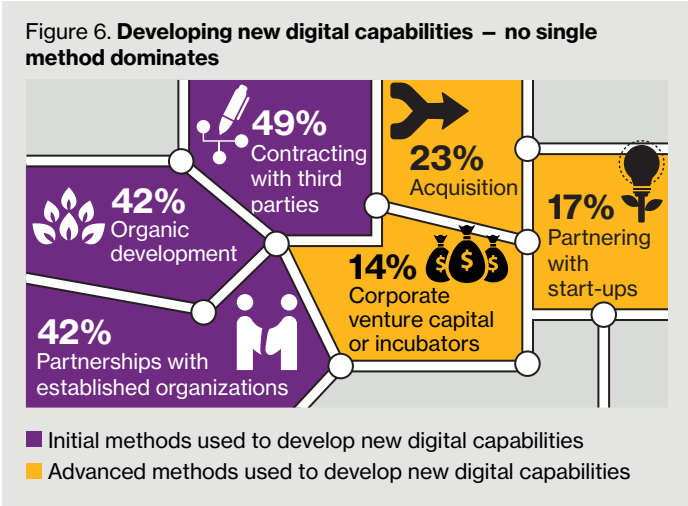 Figure 6. Developing new digital capabilities – no single
method dominates
49%
Contracting
with third
parties
23%
Acquisition
42%
Organic
development
17%
Partnering
with
start-ups
14%
Corporate
venture capital
or incubators
$ $ $
42%
Partnerships with
established organizations
Initial methods used to develop new digital capabilities
Advanced methods used to develop new digital capabilities